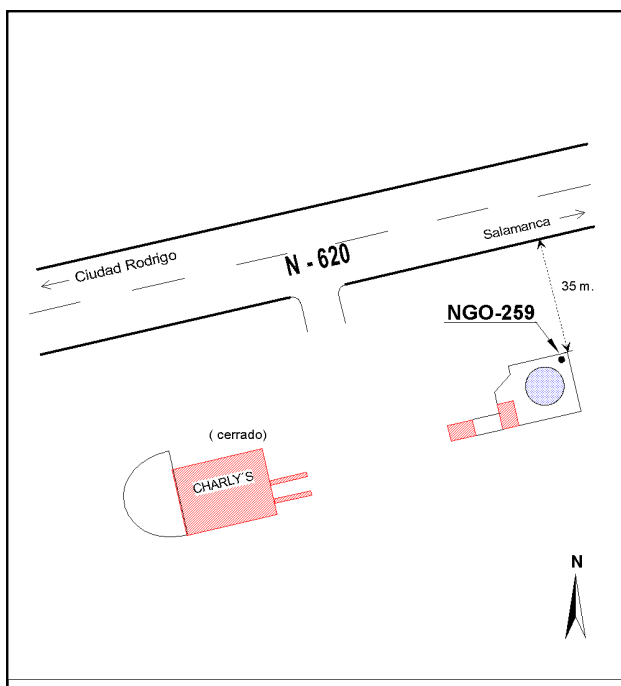 Salamanca
Ciudad Rodrigo
N - 620
35 m.
NGO-259
( cerrado)
CHARLY´S
N